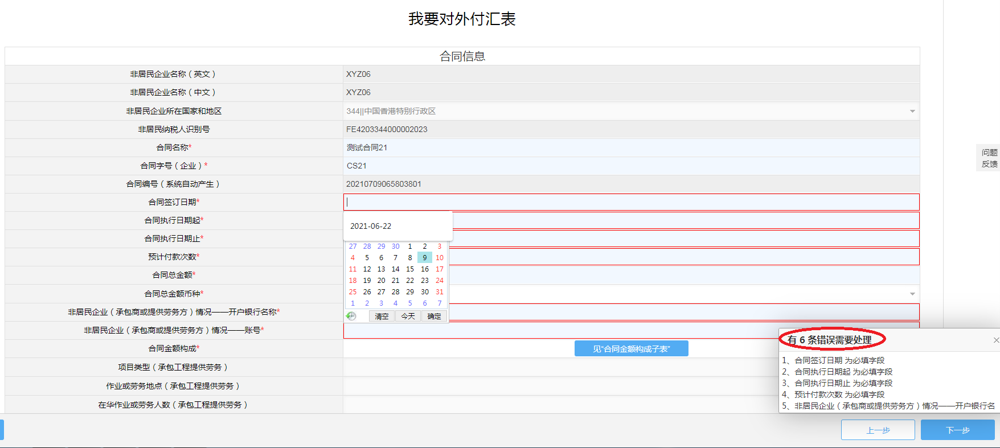 我要对外付汇表
合同信息
非居民企业名称（英文） XYZ06
非居民企业名称（中文） XYZ06
非居民企业所在国家和地区 344||中国香港特别行政区
非居民纳税人识别号 FE4203344000002023
合同名称* 测试合同21
合同字号（企业）* CS21
合同编号（系统自动产生） 20210709065803801
合同签订日期*
合同执行日期起*
合同执行日期止*
预计付款次数*
合同总金额*
合同总金额币种*
非居民企业（承包商或提供劳务方）情况——开户银行名称*
非居民企业（承包商或提供劳务方）情况——账号*
合同金额构成* 见“合同金额构成子表”
项目类型（承包工程提供劳务）
作业或劳务地点（承包工程提供劳务）
在华作业或劳务人数（承包工程提供劳务）
2021-06-22
27 28 29 30 1 2 3
4 5 6 7 8 9 10
11 12 13 14 15 16 17
18 19 20 21 22 23 24
25 26 27 28 29 30 31
1 2 3 4 5 6 7
清空 今天 确定
问题
反馈
有 6 条错误需要处理 ×
1、合同签订日期 为必填字段
2、合同执行日期起 为必填字段
3、合同执行日期止 为必填字段
4、预计付款次数 为必填字段
5、非居民企业（承包商或提供劳务方）情况——开户银行名
上一步 下一步